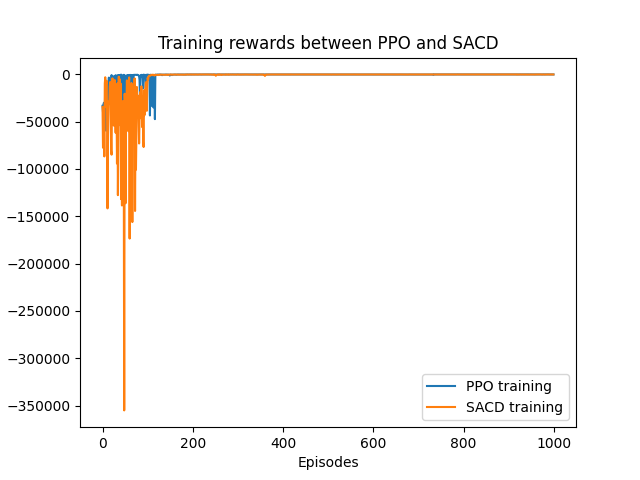 Training rewards between PPO and SACD
0
−50000
−100000
−150000
−200000
−250000
−300000
−350000
PPO training
SACD training
0 200 400 600 800 1000
Episodes